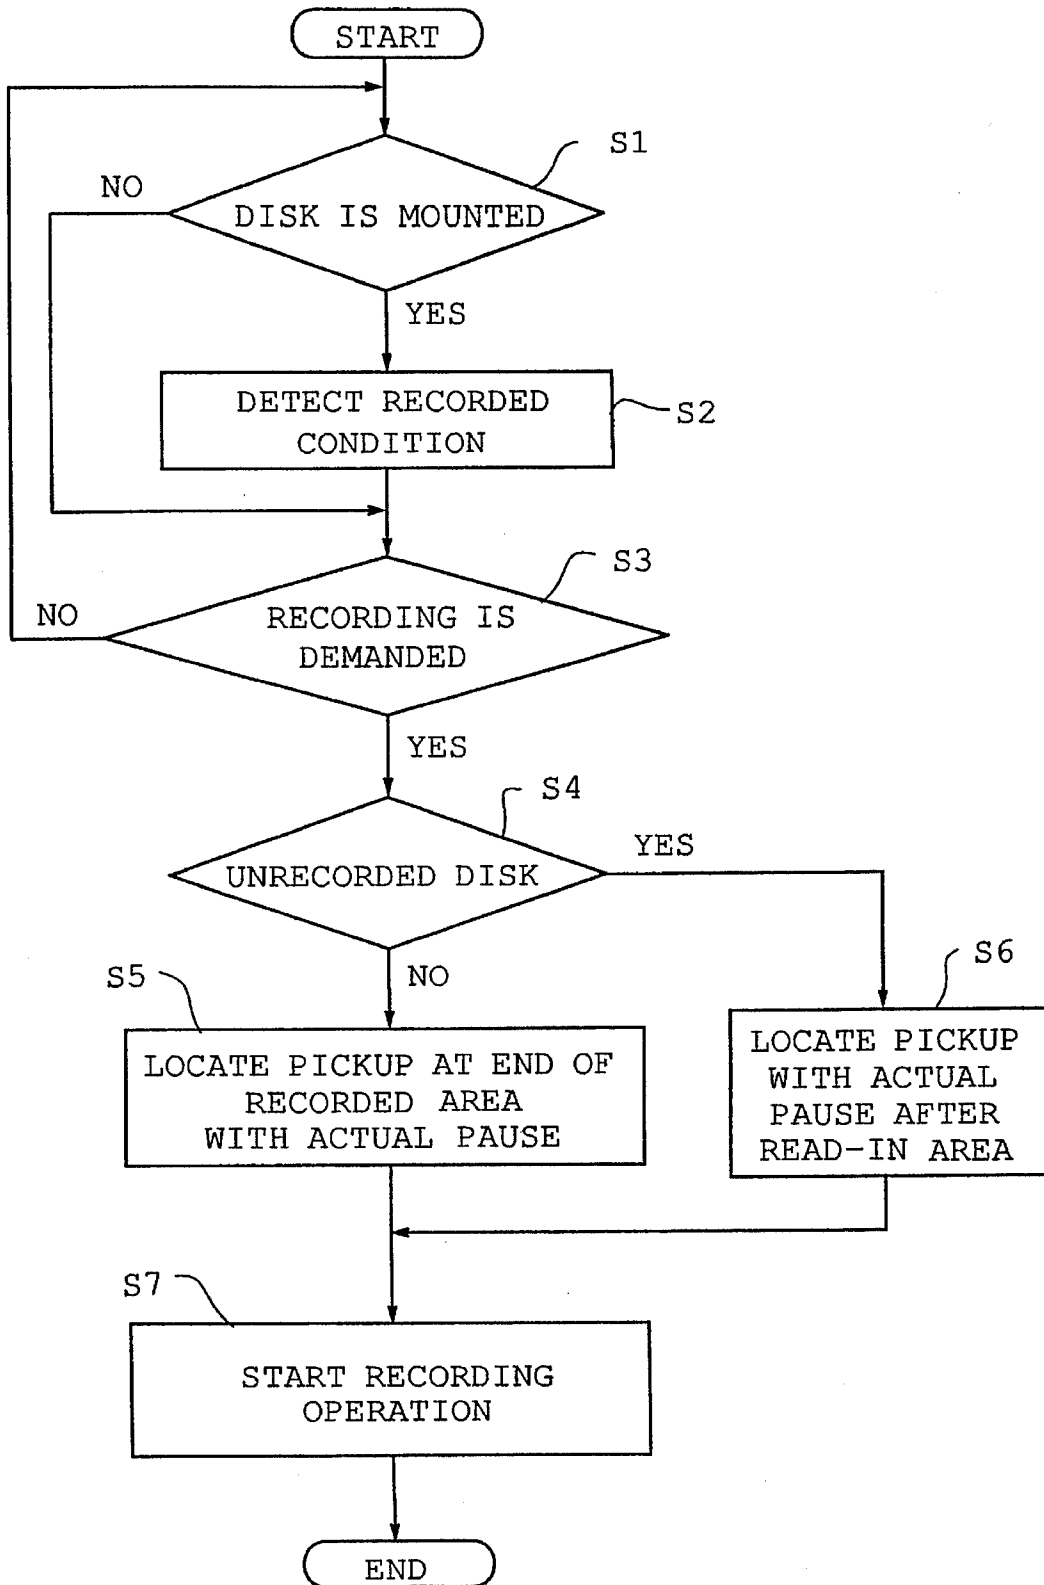 START
S1
NO
DISK IS MOUNTED
YES
DETECT RECORDED
CONDITION
S2
S3
NO
RECORDING IS
DEMANDED
YES
S4
YES
UNRECORDED DISK
S5
NO
S6
LOCATE PICKUP AT END OF
RECORDED AREA
WITH ACTUAL PAUSE
LOCATE PICKUP
WITH ACTUAL
PAUSE AFTER
READ-IN AREA
S7
START RECORDING
OPERATION
END